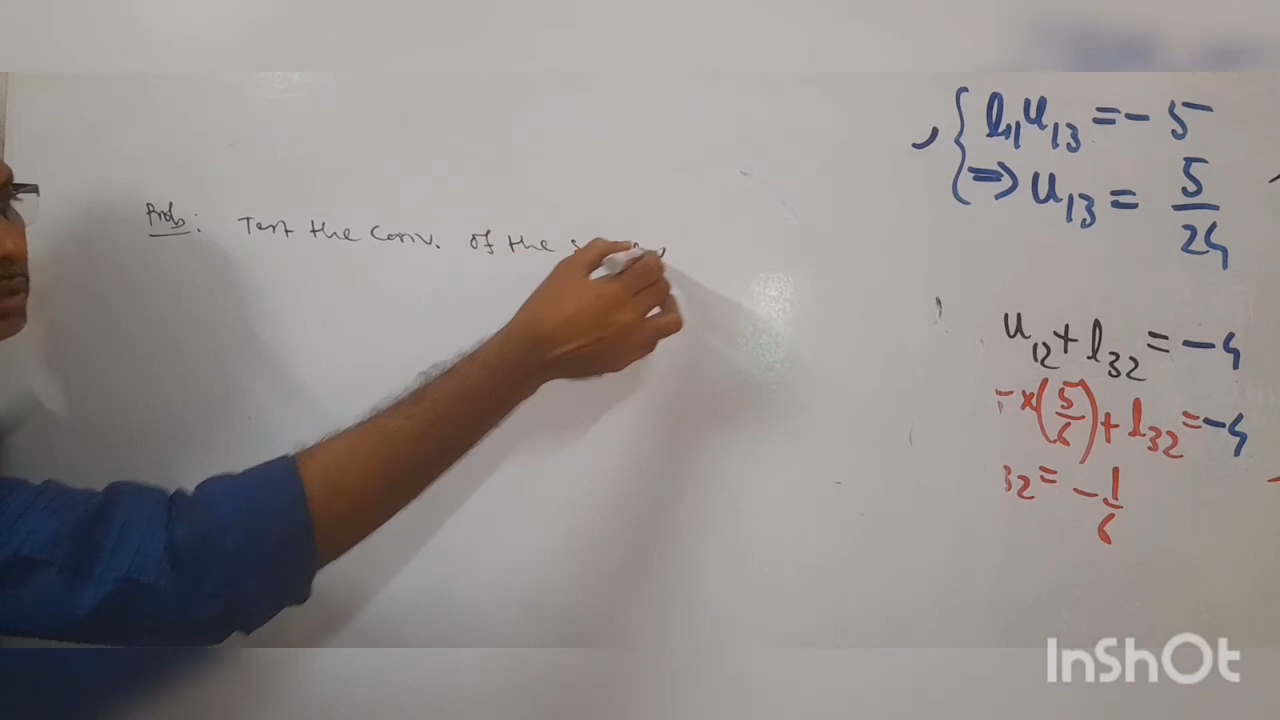 Prob: Test the Conv. of the
, { l₁₁u₁₃ = - 5
⇒ u₁₃ = 5/24
u₁₂ + l₃₂ = -4
×(5/6) + l₃₂ = -4
32 = -1/6
InShOt